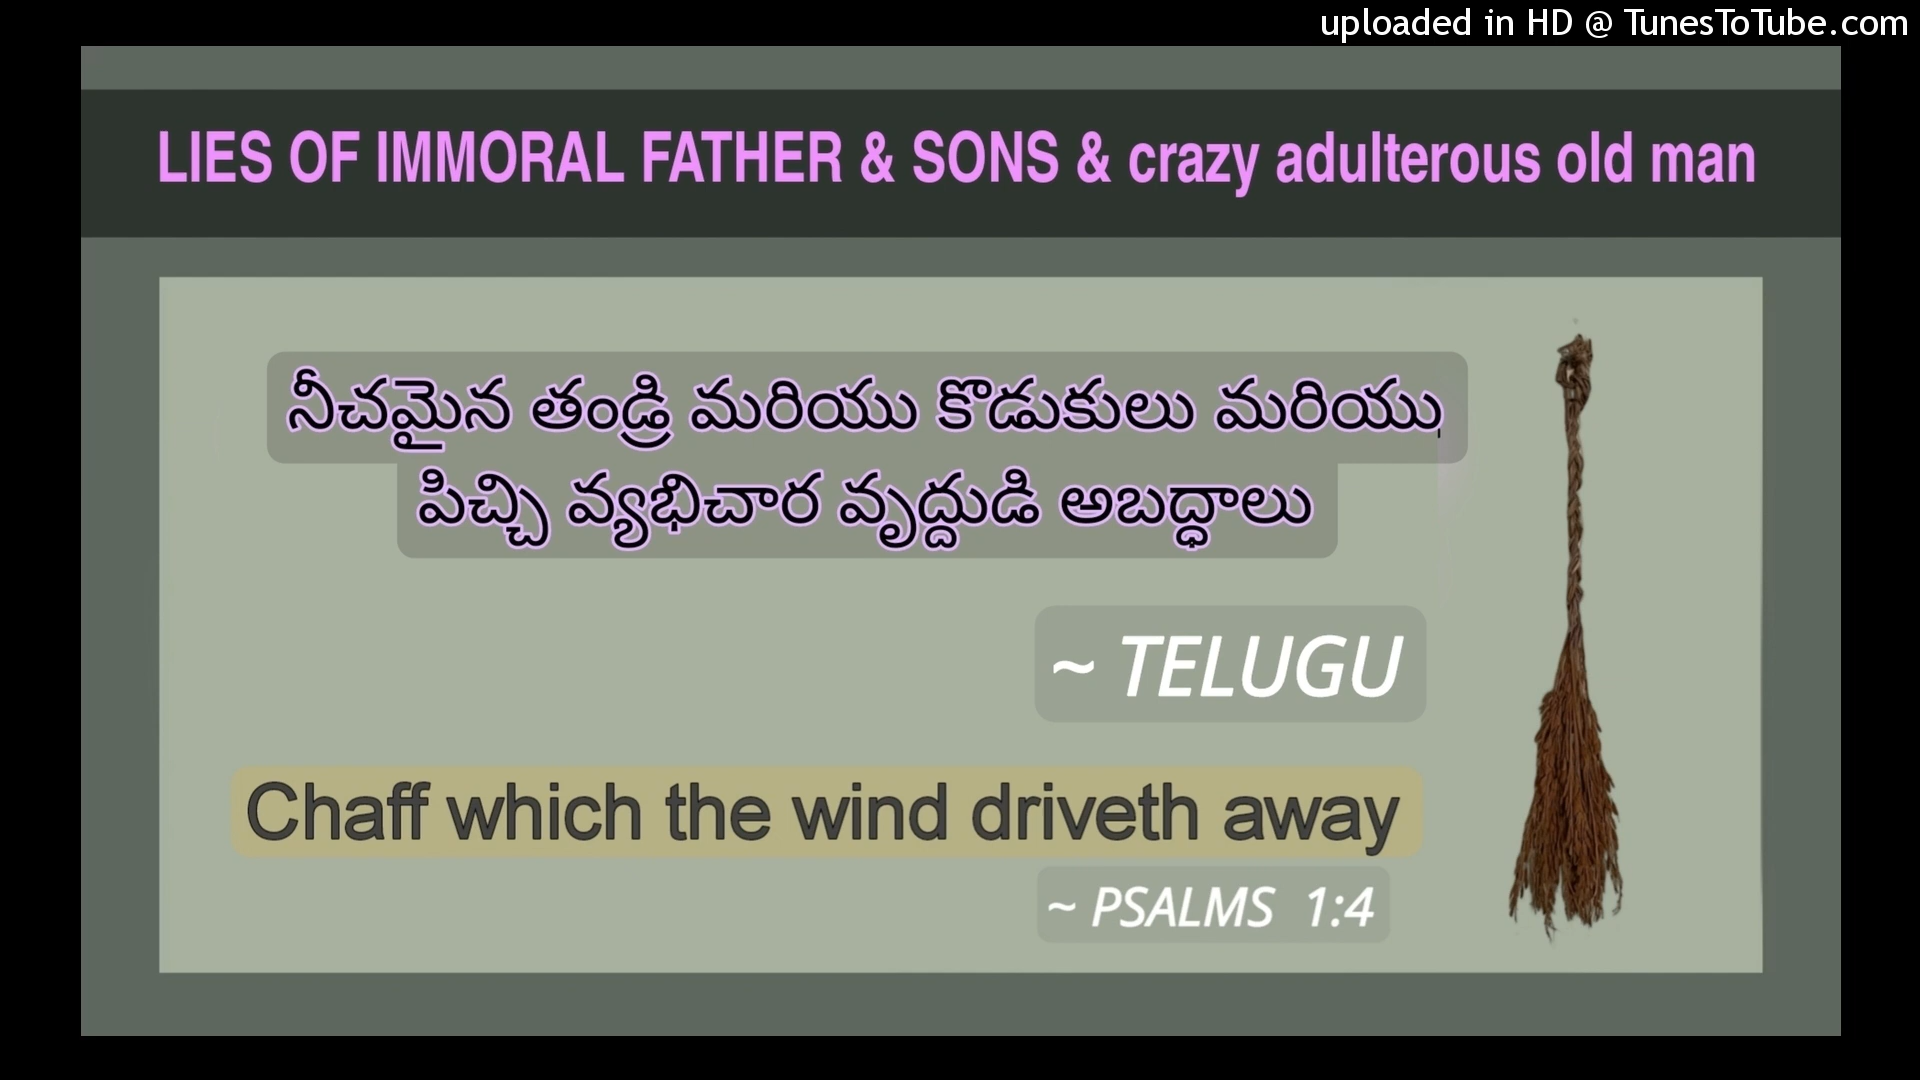 uploaded in HD @ TunesToTube.com
LIES OF IMMORAL FATHER & SONS & crazy adulterous old man
నీచమైన తండ్రి మరియు కొడుకులు మరియు
పిచ్చి వ్యభిచార వృద్ధుడి అబద్ధాలు
~ TELUGU
Chaff which the wind driveth away
~ PSALMS 1:4